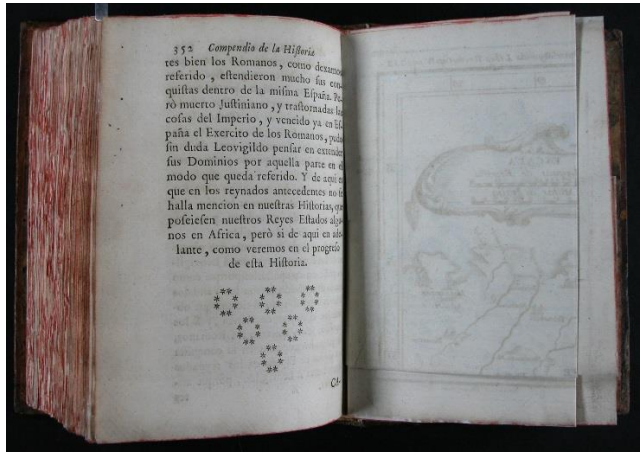 352 Compendio de la Historia
tes bien los Romanos, como dexamos
referido, estendieron mucho sus con-
quistas dentro de la misma España. Pe-
rò muerto Justiniano, y trastornadas las
cosas del Imperio, y vencido ya en Es-
paña el Exercito de los Romanos, pudo
sin duda Leovigildo pensar en extender
sus Dominios por aquella parte en el
modo que queda referido. Y de aqui es
que en los reynados antecedentes no se
halla mencion en nuestras Historias, que
poseiesen nuestros Reyes Estados algu-
nos en Africa, però si de aqui en ade-
lante, como veremos en el progreso
de esta Historia.